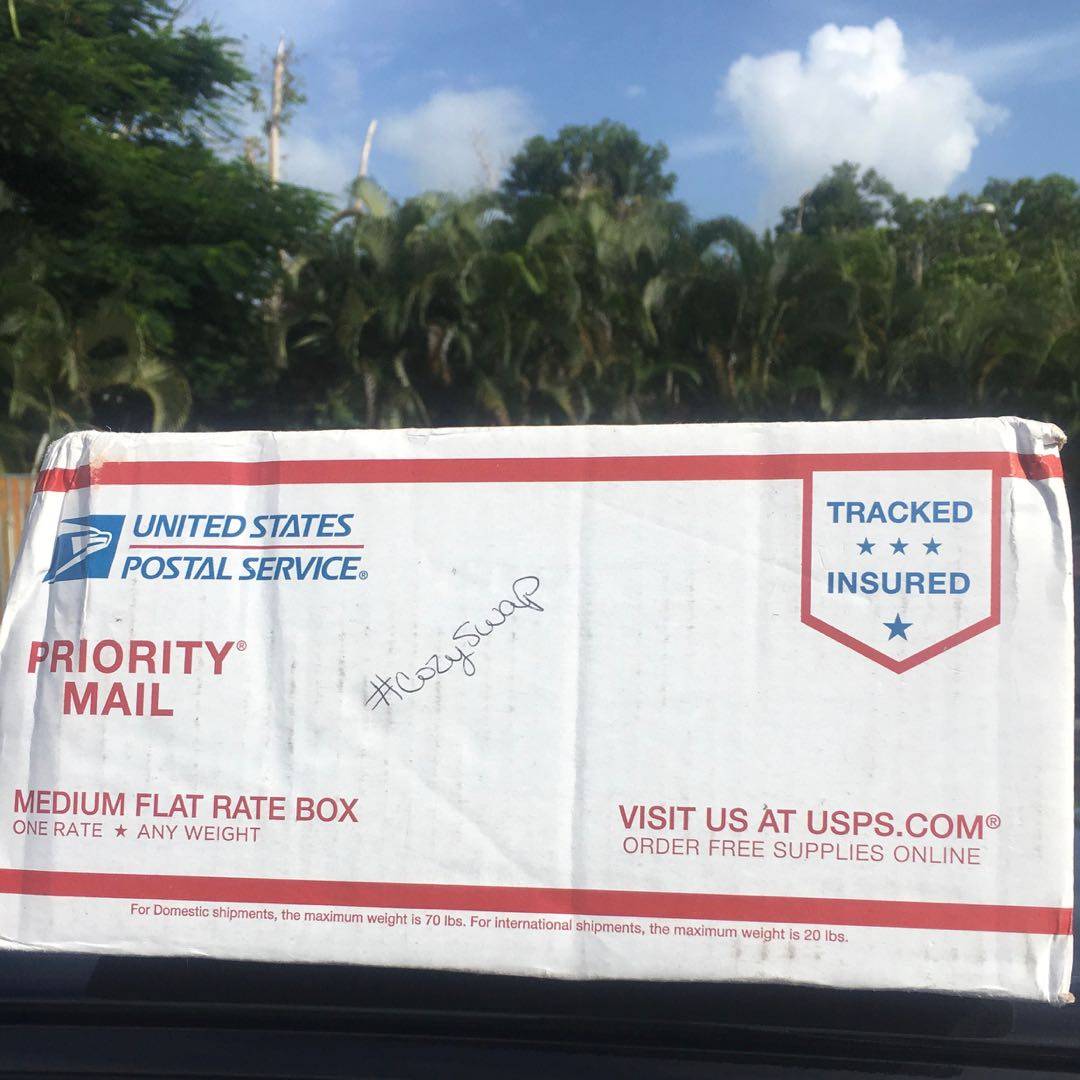 UNITED STATES
POSTAL SERVICE®
TRACKED
★ ★ ★
INSURED
★
#CozySwap
PRIORITY®
MAIL
MEDIUM FLAT RATE BOX
ONE RATE ★ ANY WEIGHT
VISIT US AT USPS.COM®
ORDER FREE SUPPLIES ONLINE
For Domestic shipments, the maximum weight is 70 lbs. For international shipments, the maximum weight is 20 lbs.